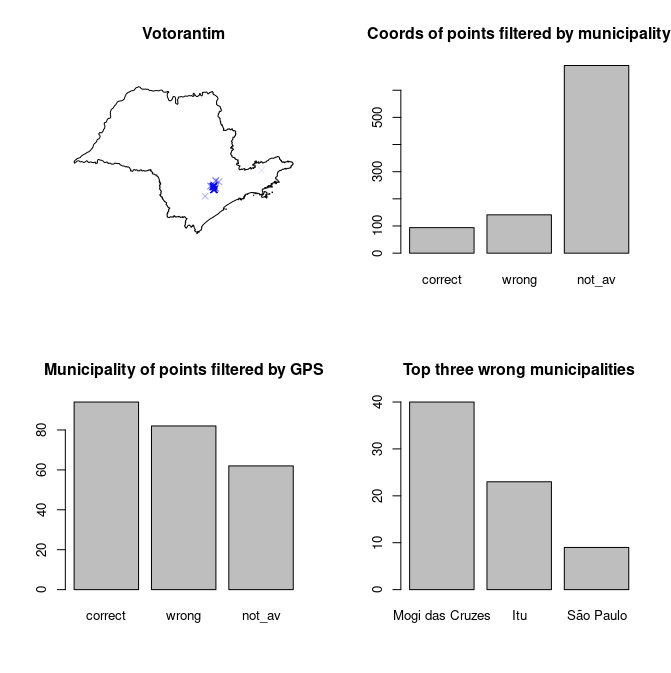 Votorantim
Coords of points filtered by municipality
500
300
100
0
correct wrong not_av
Municipality of points filtered by GPS
80
60
40
20
0
correct wrong not_av
Top three wrong municipalities
40
30
20
10
0
Mogi das Cruzes Itu São Paulo